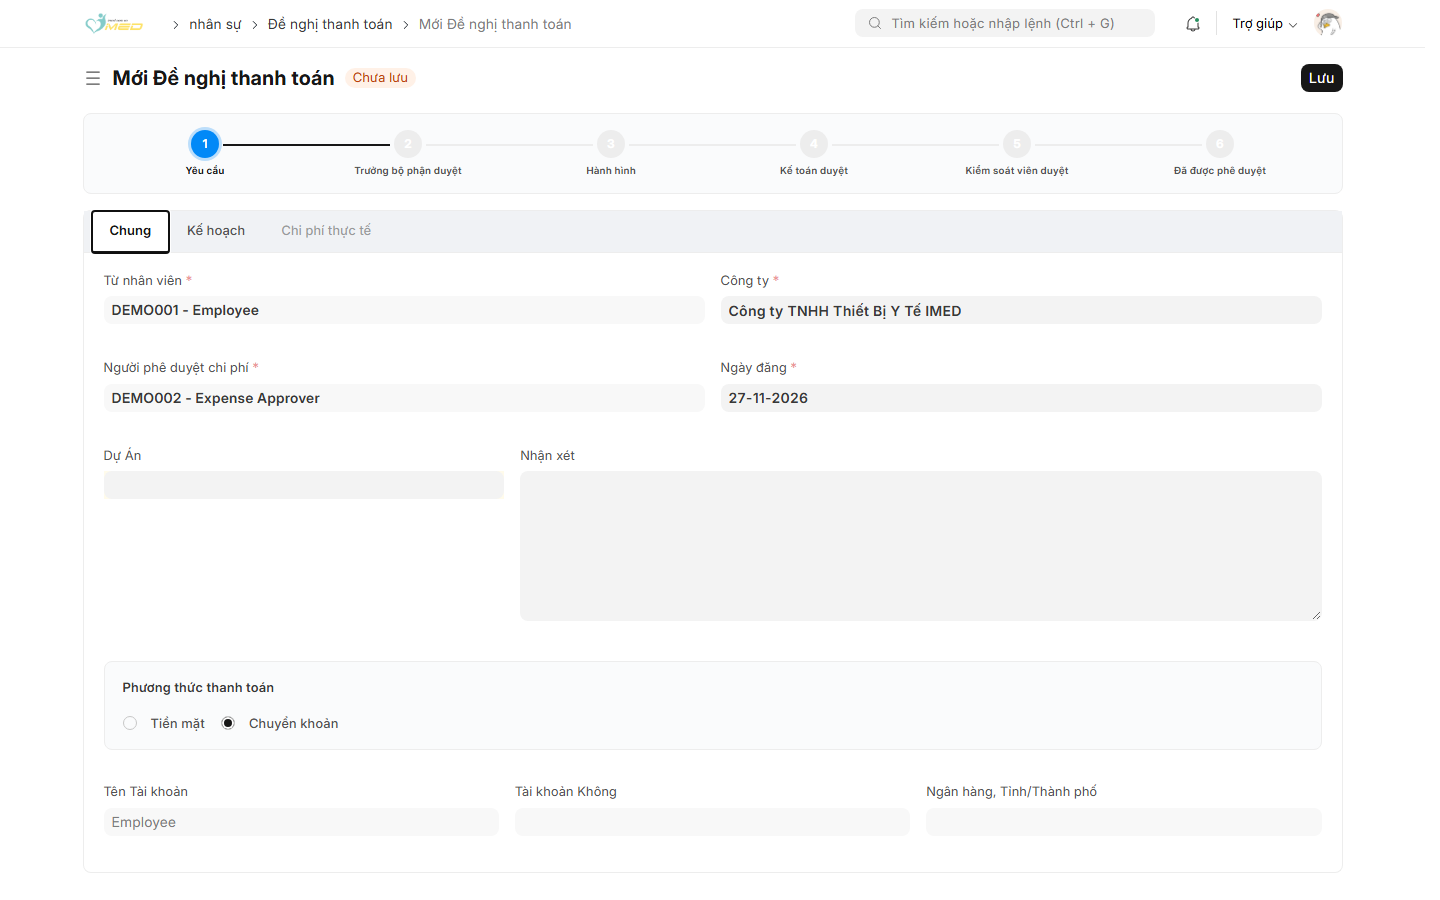 MED
nhân sự
Đề nghị thanh toán
Mới Đề nghị thanh toán
Tìm kiếm hoặc nhập lệnh (Ctrl + G)
Trợ giúp
Mới Đề nghị thanh toán
Chưa lưu
Lưu
1
2
3
4
5
6
Yêu cầu
Trưởng bộ phận duyệt
Hành hình
Kế toán duyệt
Kiểm soát viên duyệt
Đã được phê duyệt
Chung
Kế hoạch
Chi phí thực tế
Từ nhân viên *
Công ty *
DEMO001 - Employee
Công ty TNHH Thiết Bị Y Tế IMED
Người phê duyệt chi phí *
Ngày đăng *
DEMO002 - Expense Approver
27-11-2026
Dự Án
Nhận xét
Phương thức thanh toán
Tiền mặt
Chuyển khoản
Tên Tài khoản
Tài khoản Không
Ngân hàng, Tỉnh/Thành phố
Employee